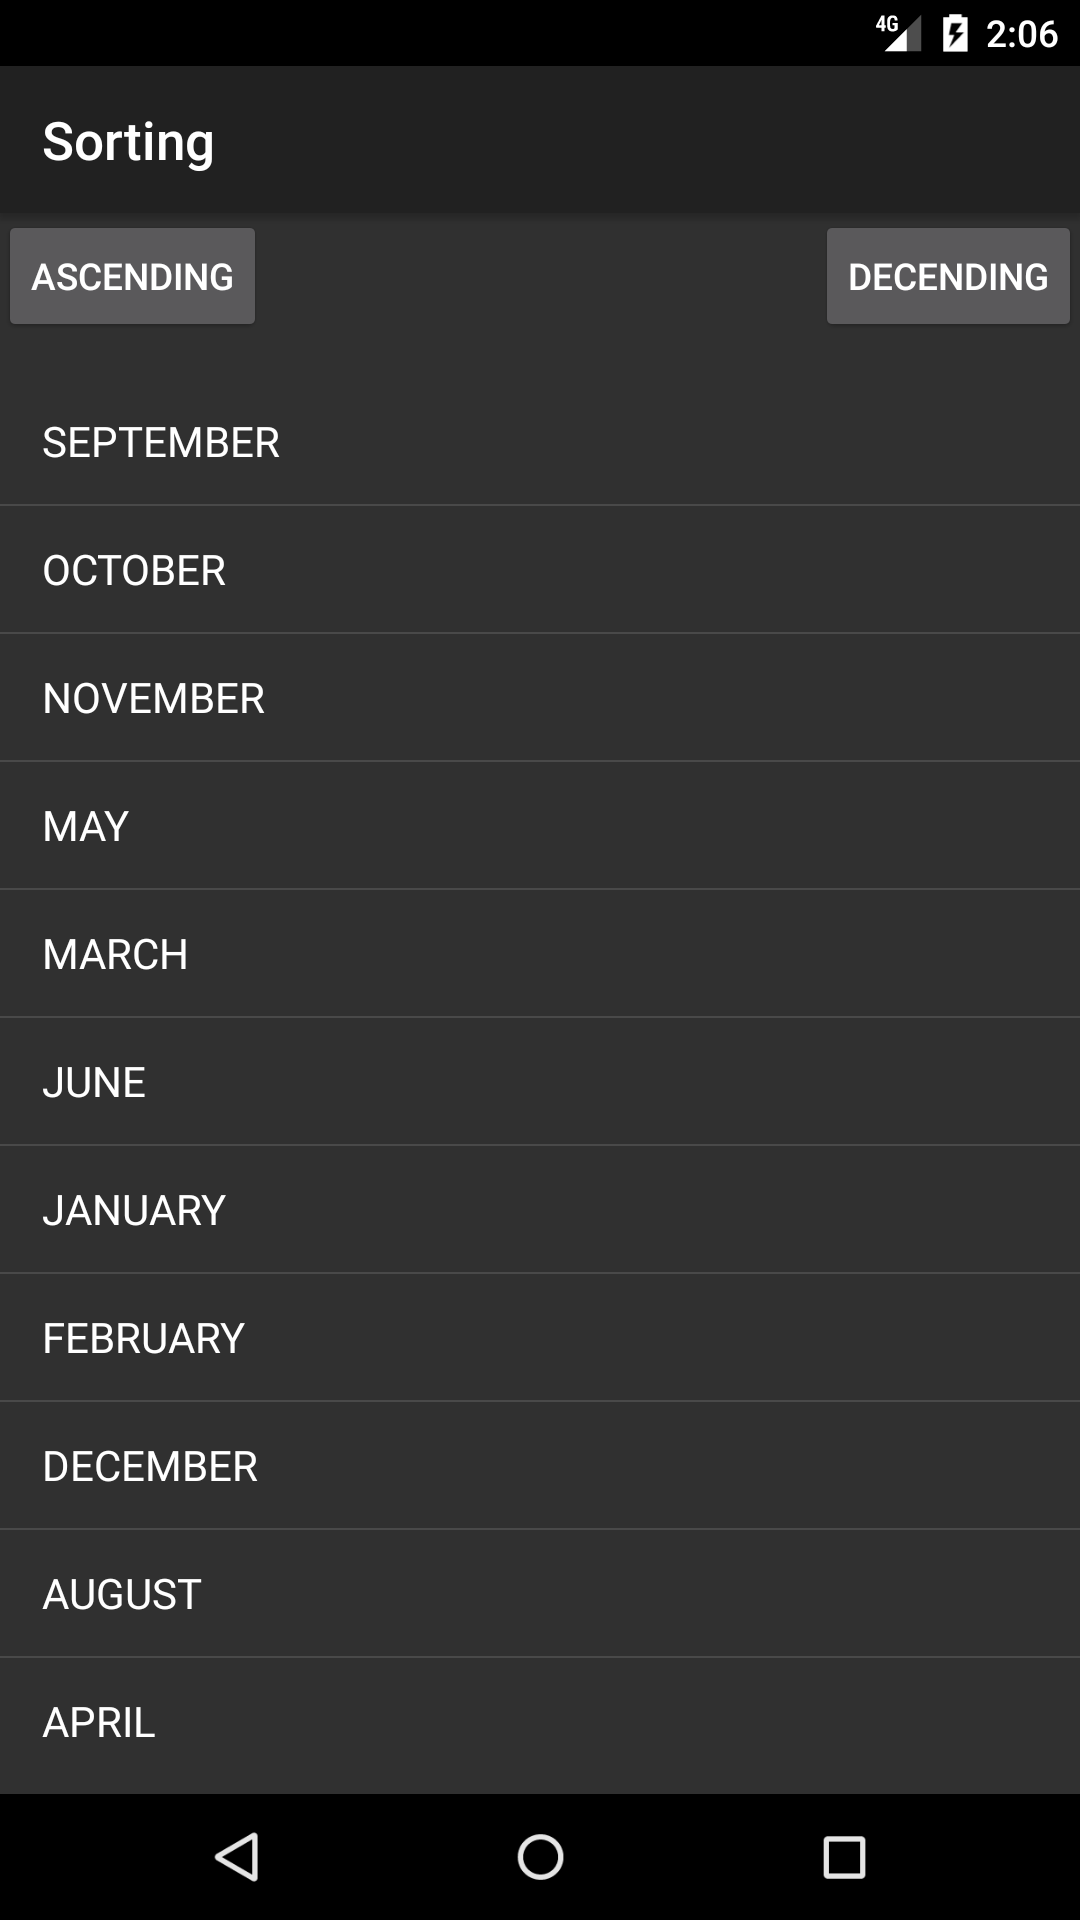 4G 2:06
Sorting
ASCENDING DECENDING
SEPTEMBER
OCTOBER
NOVEMBER
MAY
MARCH
JUNE
JANUARY
FEBRUARY
DECEMBER
AUGUST
APRIL